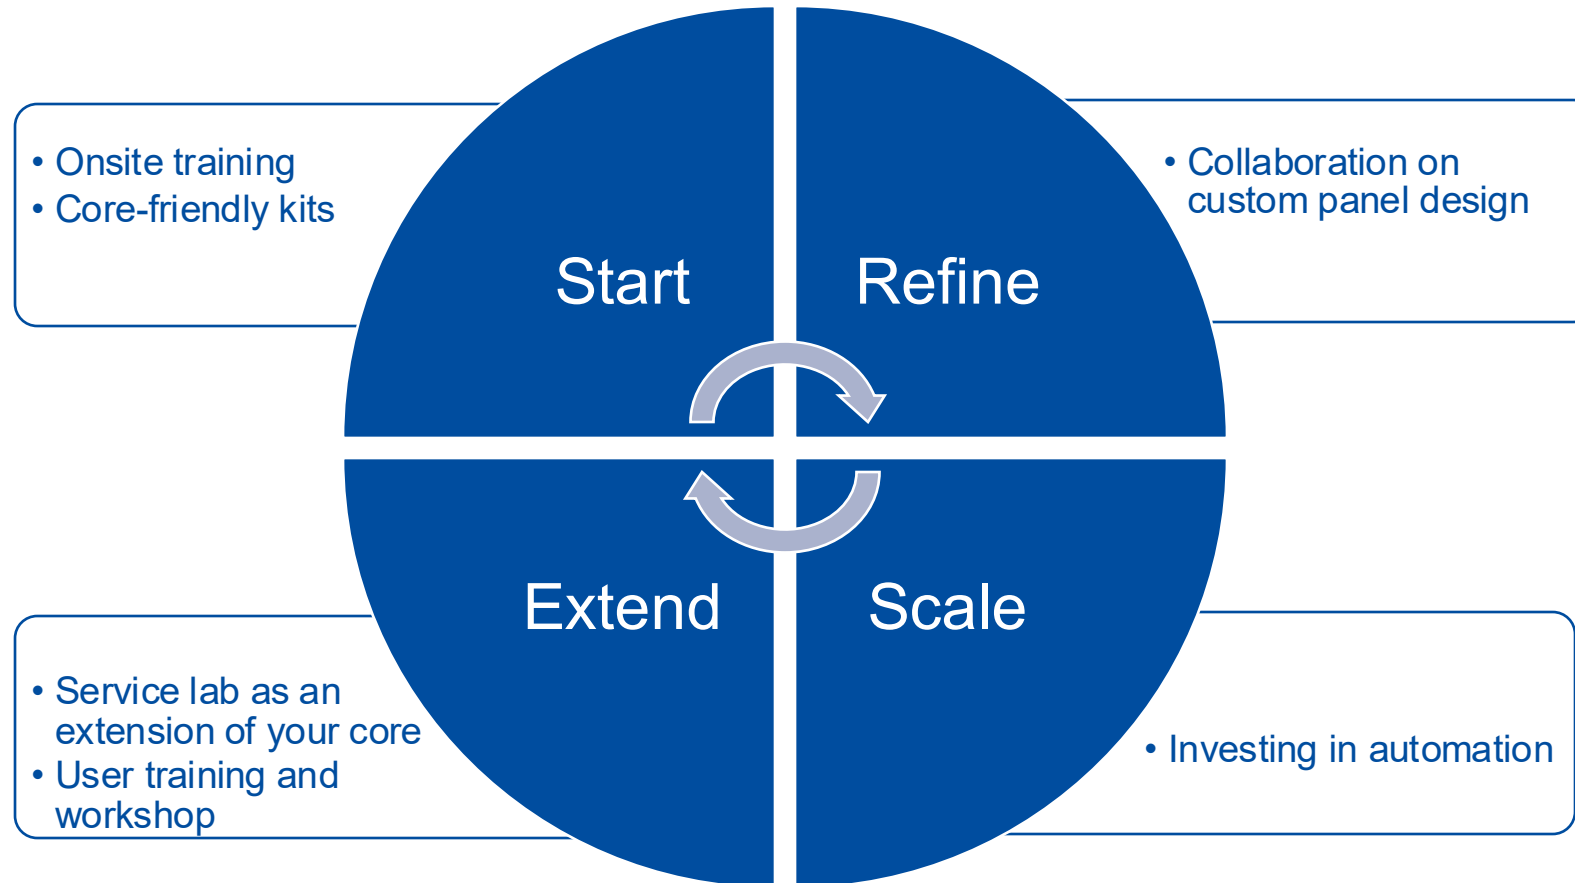 • Onsite training
• Core-friendly kits
Start
Refine
• Collaboration on
custom panel design
Extend
Scale
• Service lab as an
extension of your core
• User training and
workshop
• Investing in automation